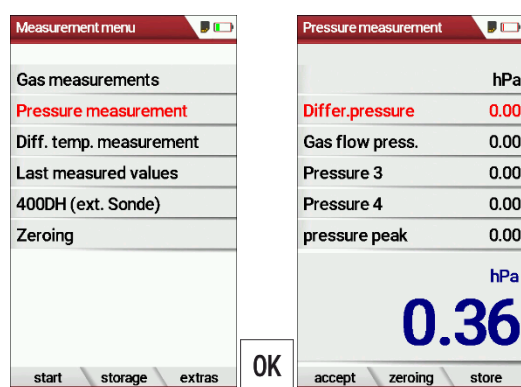 Measurement menu
Gas measurements
Pressure measurement
Diff. temp. measurement
Last measured values
400DH (ext. Sonde)
Zeroing
start storage extras
OK
Pressure measurement
hPa
Differ.pressure 0.00
Gas flow press. 0.00
Pressure 3 0.00
Pressure 4 0.00
pressure peak 0.00
hPa
0.36
accept zeroing store